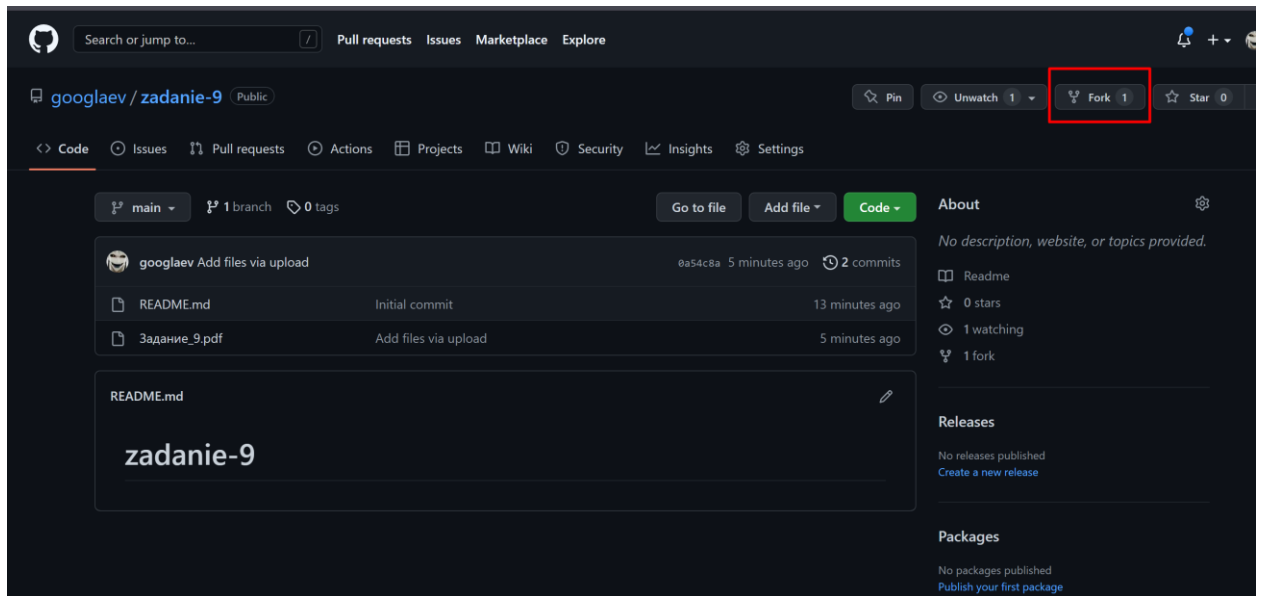 Search or jump to... / Pull requests Issues Marketplace Explore
googlaev / zadanie-9 Public Pin Unwatch 1 Fork 1 Star 0
Code Issues Pull requests Actions Projects Wiki Security Insights Settings
main 1 branch 0 tags Go to file Add file Code
googlaev Add files via upload 0a54c8a 5 minutes ago 2 commits
README.md Initial commit 13 minutes ago
Задание_9.pdf Add files via upload 5 minutes ago
README.md
zadanie-9
About
No description, website, or topics provided.
Readme
0 stars
1 watching
1 fork
Releases
No releases published
Create a new release
Packages
No packages published
Publish your first package